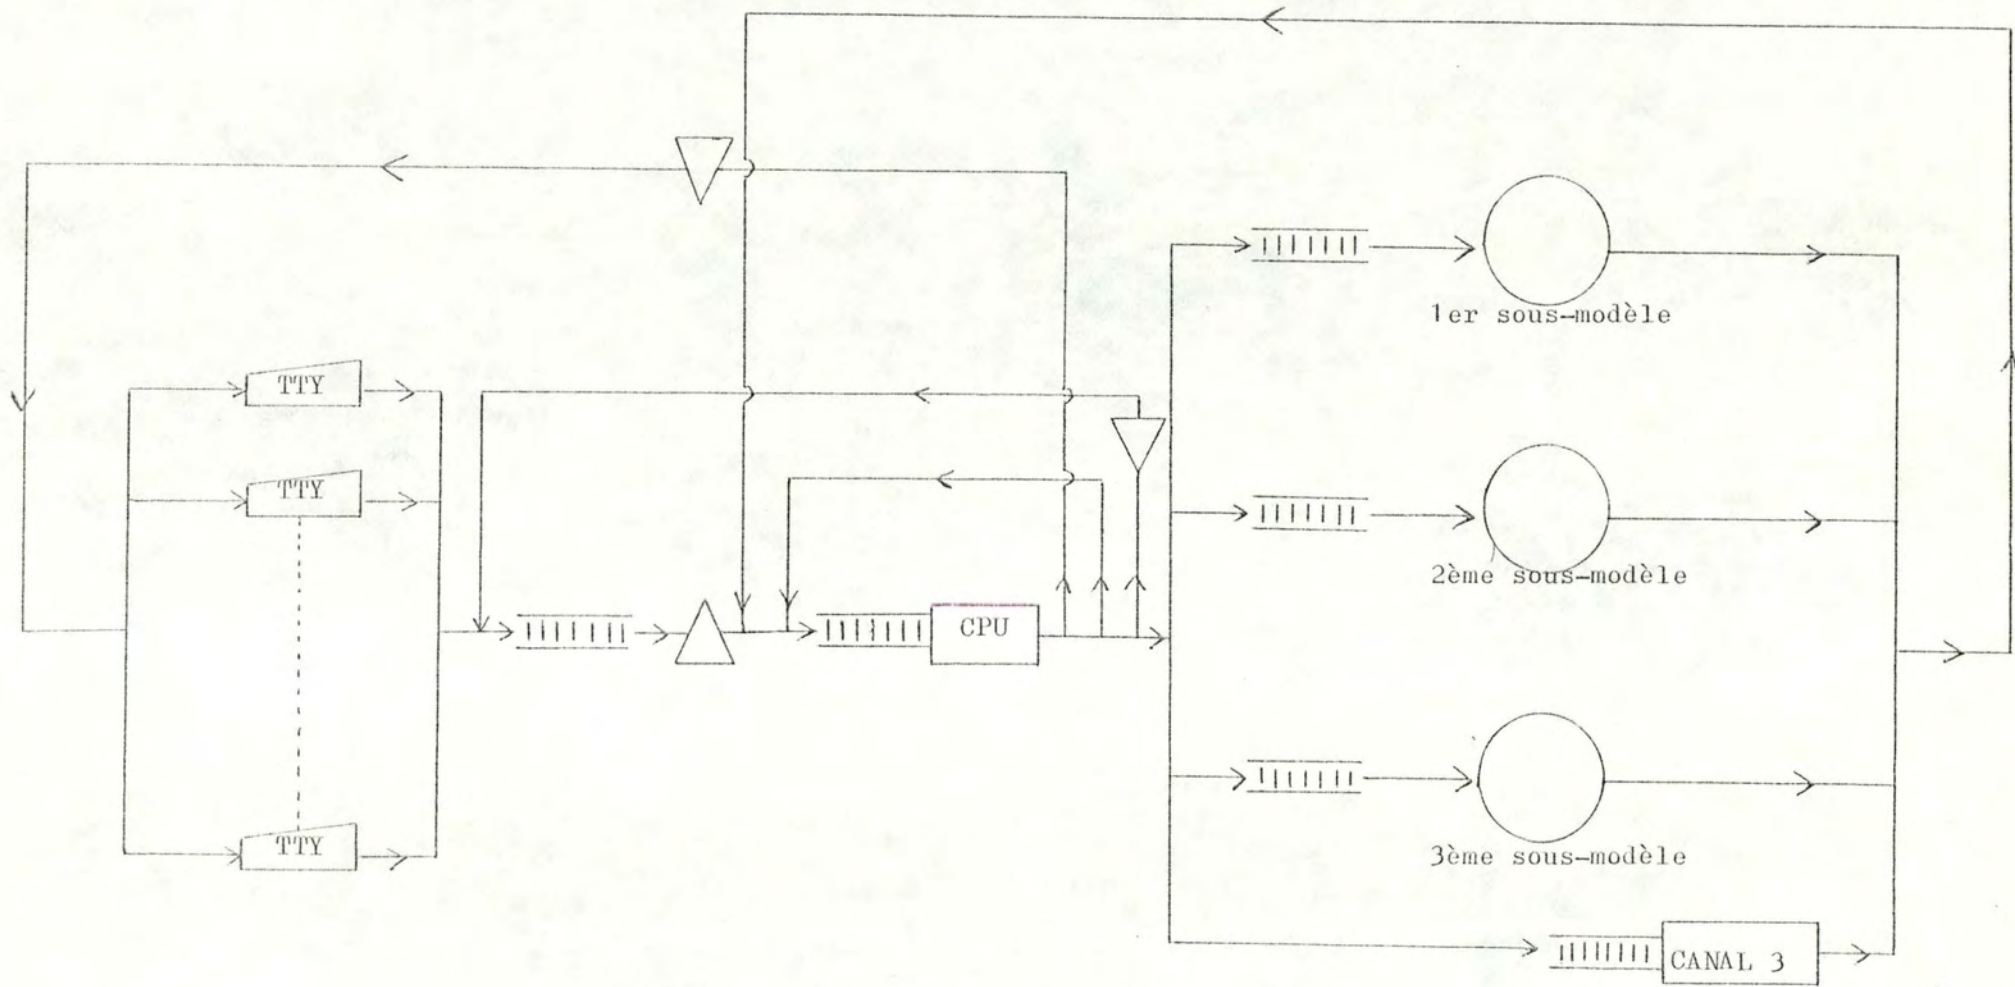 1er sous-modèle
TTY
TTY
2ème sous-modèle
CPU
TTY
3ème sous-modèle
CANAL 3